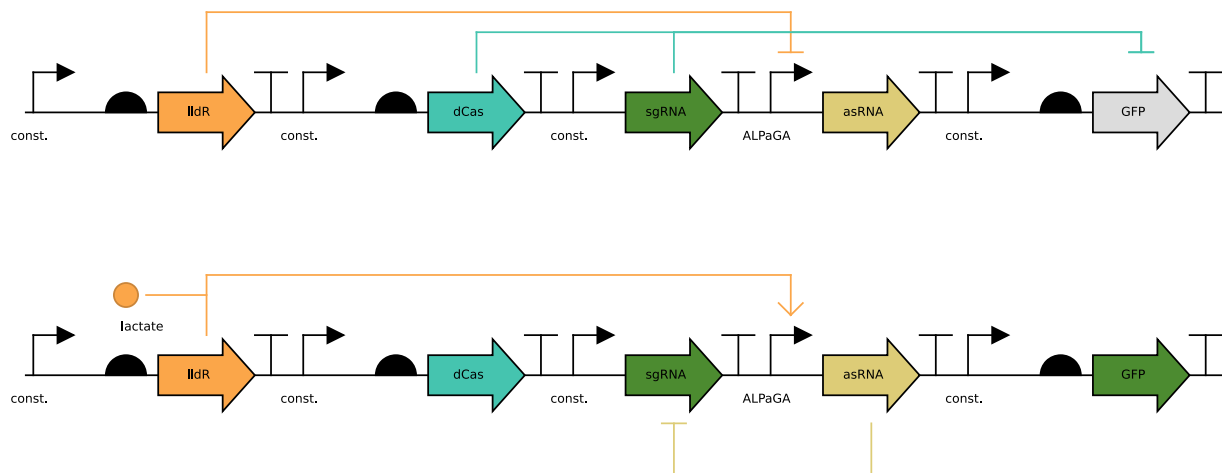 lldR
dCas
sgRNA
asRNA
GFP
const.
const.
const.
ALPaGA
const.
lactate
lldR
dCas
sgRNA
asRNA
GFP
const.
const.
const.
ALPaGA
const.